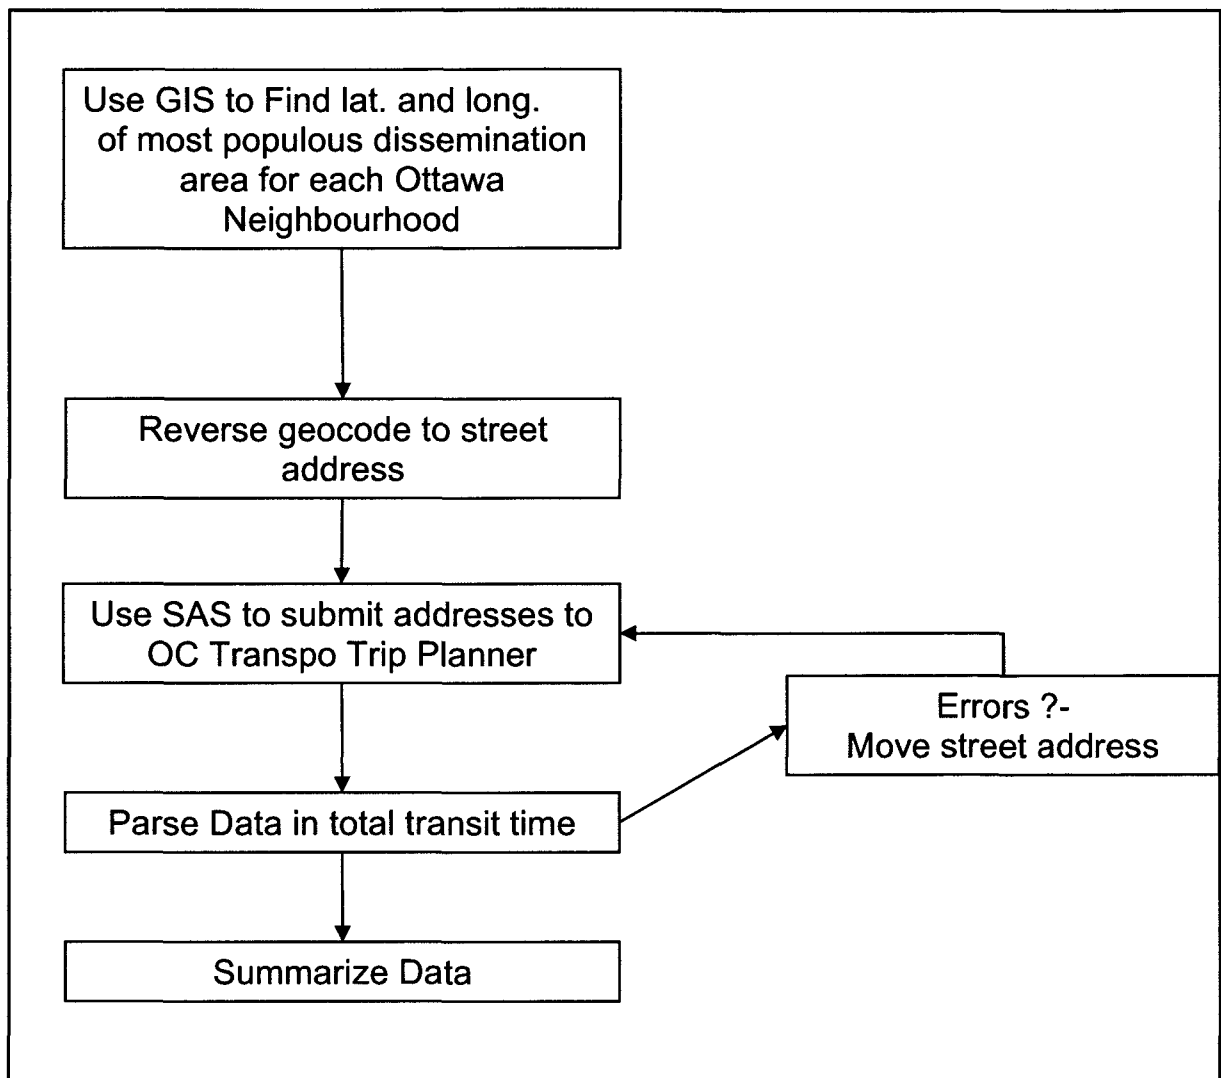 Use GIS to Find lat. and long.
of most populous dissemination
area for each Ottawa
Neighbourhood
Reverse geocode to street
address
Use SAS to submit addresses to
OC Transpo Trip Planner
Errors ?-
Move street address
Parse Data in total transit time
Summarize Data